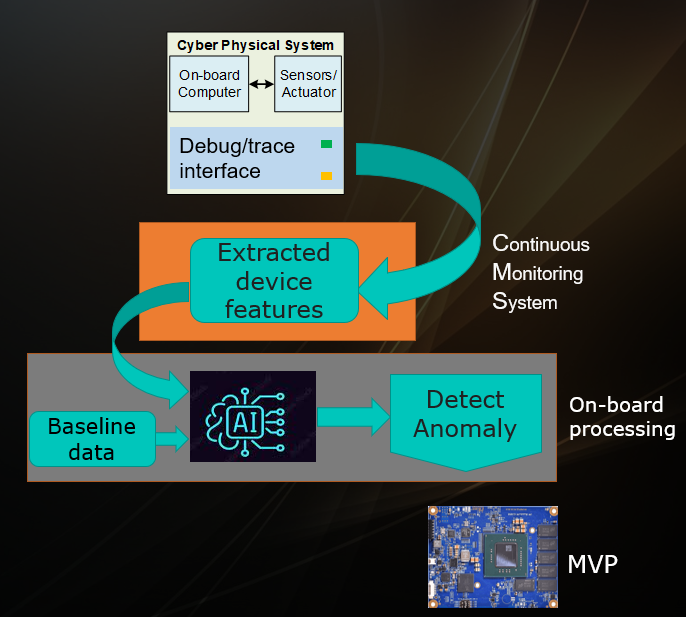 Cyber Physical System
On-board
Computer
Sensors/
Actuator
Debug/trace
interface
Extracted
device
features
Continuous
Monitoring
System
Baseline
data
AI
Detect
Anomaly
On-board
processing
MVP